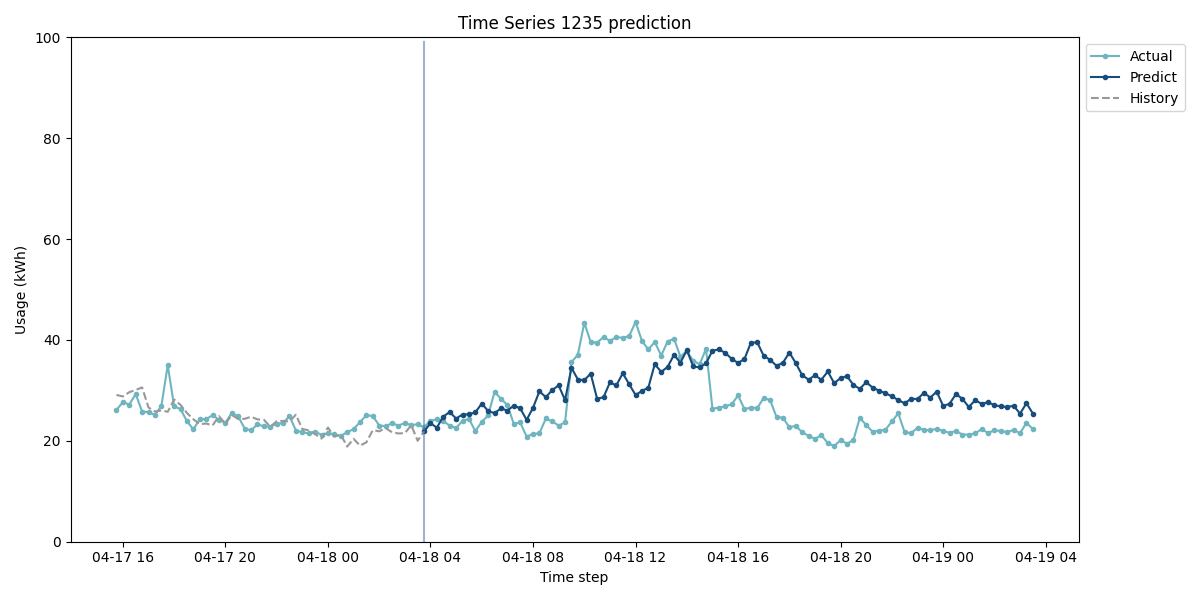 Time Series 1235 prediction
Usage (kWh)
100
80
60
40
20
0
04-17 16
04-17 20
04-18 00
04-18 04
04-18 08
04-18 12
04-18 16
04-18 20
04-19 00
04-19 04
Time step
Actual
Predict
History